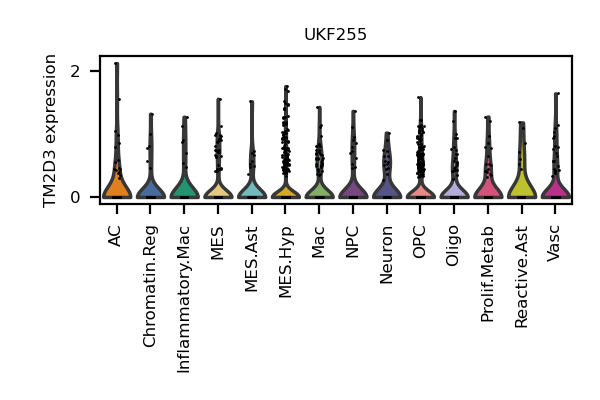 UKF255
TM2D3 expression
2
0
AC
Chromatin.Reg
Inflammatory.Mac
MES
MES.Ast
MES.Hyp
Mac
NPC
Neuron
OPC
Oligo
Prolif.Metab
Reactive.Ast
Vasc